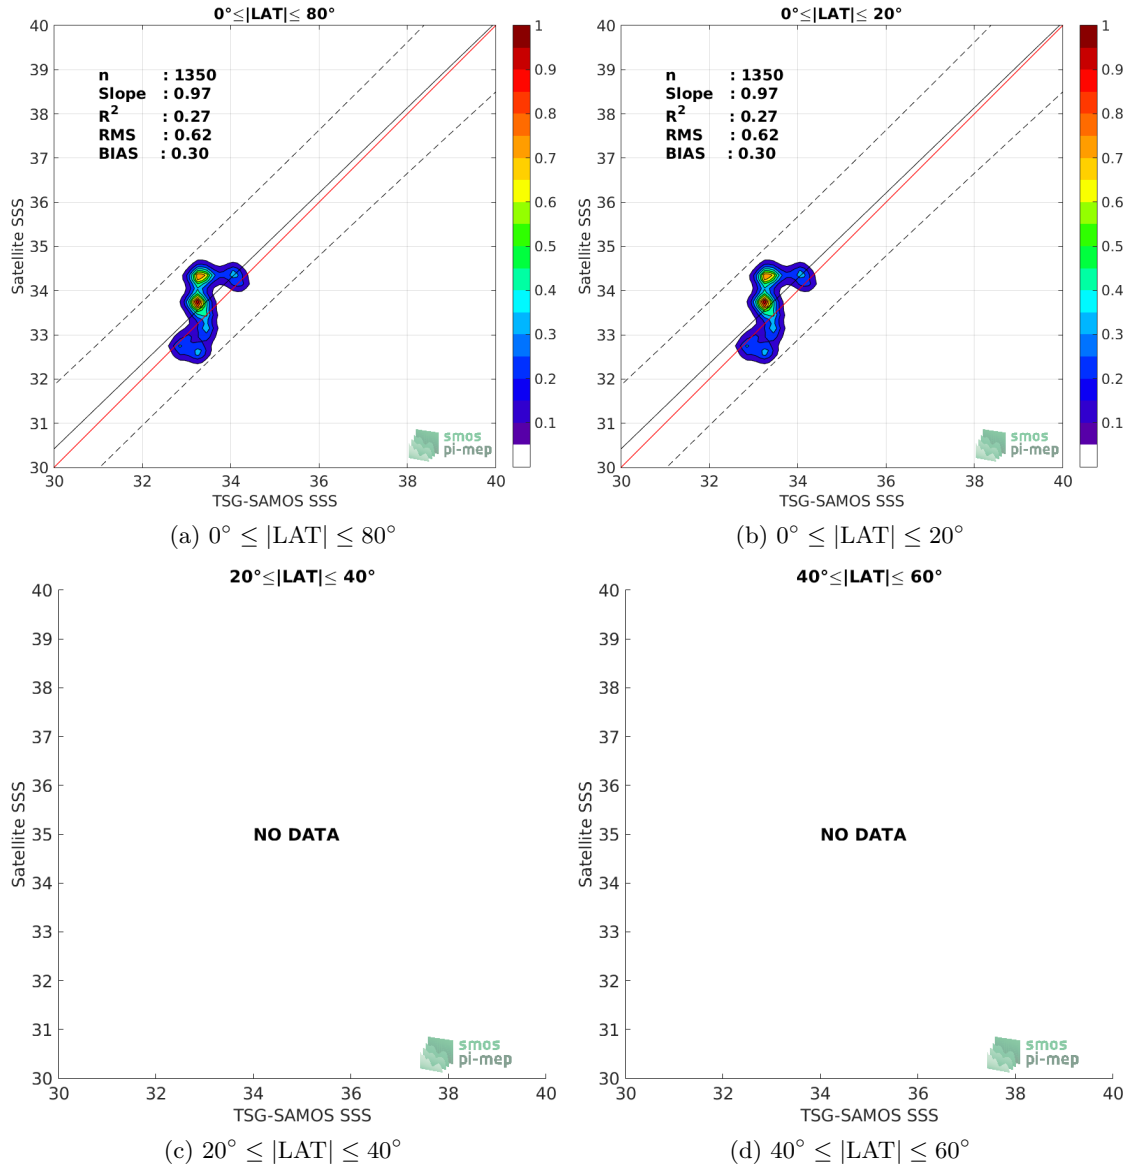 0°≤|LAT|≤ 80°
n : 1350
Slope : 0.97
R² : 0.27
RMS : 0.62
BIAS : 0.30
Satellite SSS
40
39
38
37
36
35
34
33
32
31
30
30 32 34 36 38 40
TSG-SAMOS SSS
1
0.9
0.8
0.7
0.6
0.5
0.4
0.3
0.2
0.1
smos
pi-mep
(a) 0° ≤ |LAT| ≤ 80°
0°≤|LAT|≤ 20°
n : 1350
Slope : 0.97
R² : 0.27
RMS : 0.62
BIAS : 0.30
Satellite SSS
40
39
38
37
36
35
34
33
32
31
30
30 32 34 36 38 40
TSG-SAMOS SSS
1
0.9
0.8
0.7
0.6
0.5
0.4
0.3
0.2
0.1
smos
pi-mep
(b) 0° ≤ |LAT| ≤ 20°
20°≤|LAT|≤ 40°
Satellite SSS
40
39
38
37
36
35
34
33
32
31
30
NO DATA
30 32 34 36 38 40
TSG-SAMOS SSS
smos
pi-mep
(c) 20° ≤ |LAT| ≤ 40°
40°≤|LAT|≤ 60°
Satellite SSS
40
39
38
37
36
35
34
33
32
31
30
NO DATA
30 32 34 36 38 40
TSG-SAMOS SSS
smos
pi-mep
(d) 40° ≤ |LAT| ≤ 60°